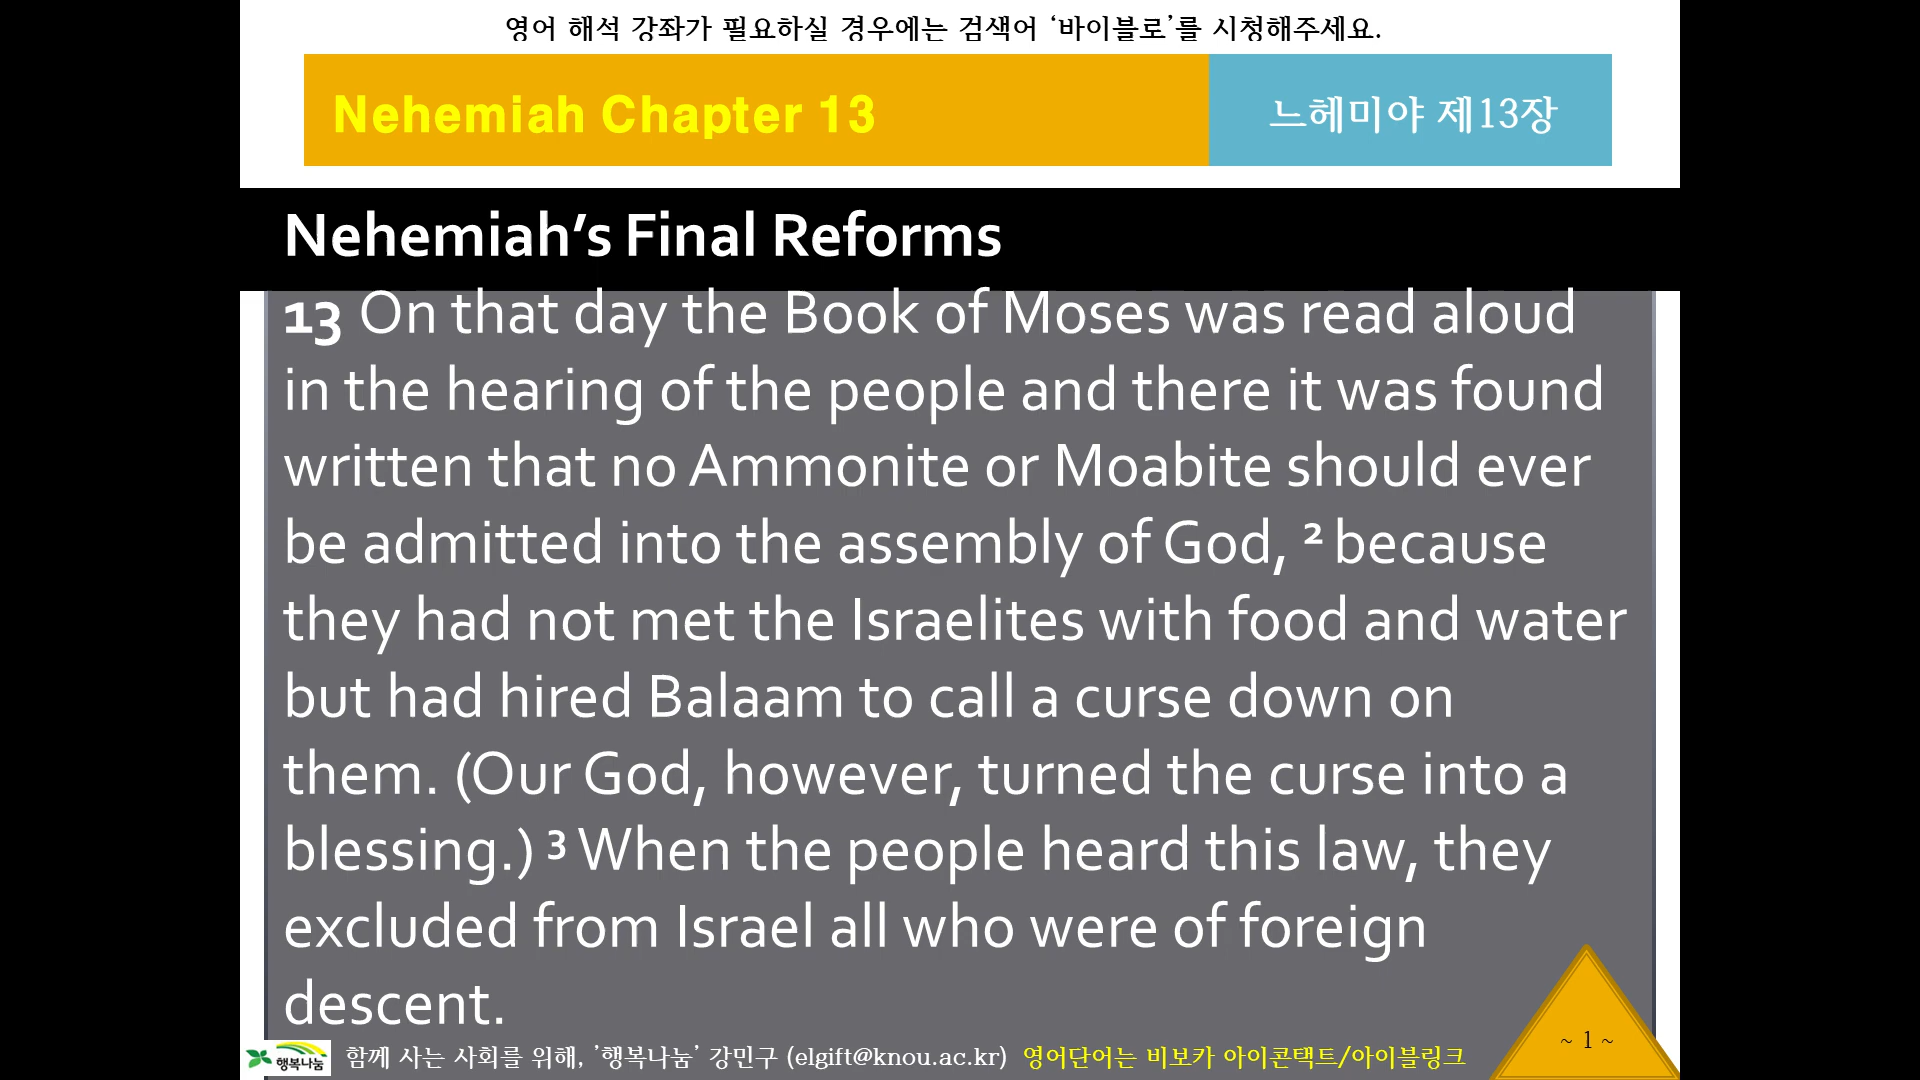 영어 해석 강좌가 필요하실 경우에는 검색어 ‘바이블로’를 시청해주세요.
Nehemiah Chapter 13
느헤미야 제13장
Nehemiah’s Final Reforms
13 On that day the Book of Moses was read aloud
in the hearing of the people and there it was found
written that no Ammonite or Moabite should ever
be admitted into the assembly of God, 2 because
they had not met the Israelites with food and water
but had hired Balaam to call a curse down on
them. (Our God, however, turned the curse into a
blessing.) 3 When the people heard this law, they
excluded from Israel all who were of foreign
descent.
~ 1 ~
행복나눔
함께 사는 사회를 위해, ’행복나눔’ 강민구 (elgift@knou.ac.kr) 영어단어는 비보카 아이콘택트/아이블링크